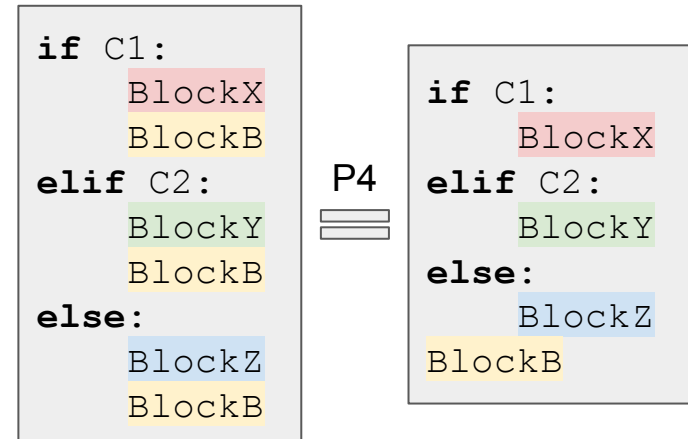 if C1:
    BlockX
    BlockB
elif C2:
    BlockY
    BlockB
else:
    BlockZ
    BlockB
P4
if C1:
    BlockX
elif C2:
    BlockY
else:
    BlockZ
BlockB